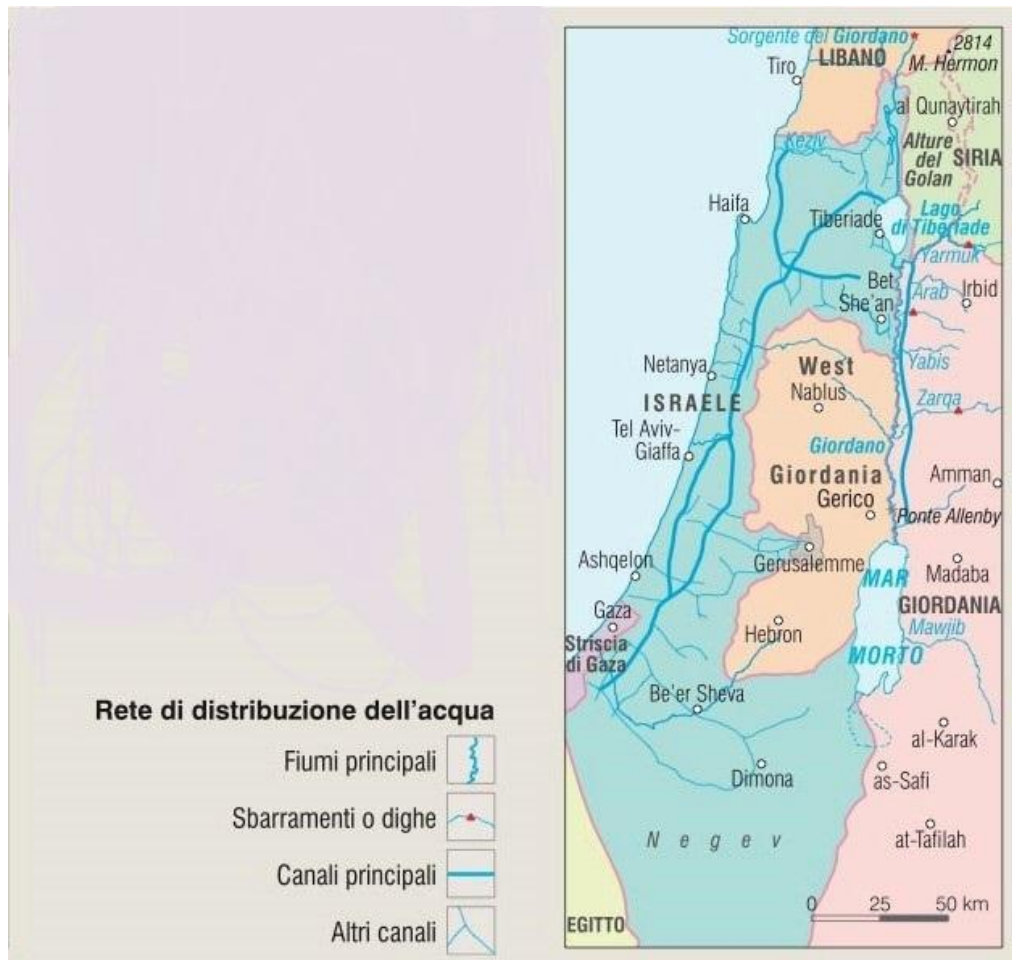 Sorgente del Giordano
LIBANO
2814
M. Hermon
Tiro
al Qunaytirah
Keziv
Alture
del
Golan
SIRIA
Haifa
Tiberiade
Lago
di Tiberiade
Yarmuk
Bet
She'an
Arab
Irbid
Netanya
West
Nablus
Yabis
ISRAELE
Zarqa
Tel Aviv-
Giaffa
Giordano
Giordania
Amman
Gerico
Ponte Allenby
Ashqelon
Gerusalemme
MAR
Madaba
Gaza
GIORDANIA
Striscia
di Gaza
Hebron
Mawjib
MORTO
Be'er Sheva
al-Karak
Dimona
as-Safi
Negev
at-Tafilah
0 25 50 km
EGITTO
Rete di distribuzione dell'acqua
Fiumi principali
Sbarramenti o dighe
Canali principali
Altri canali